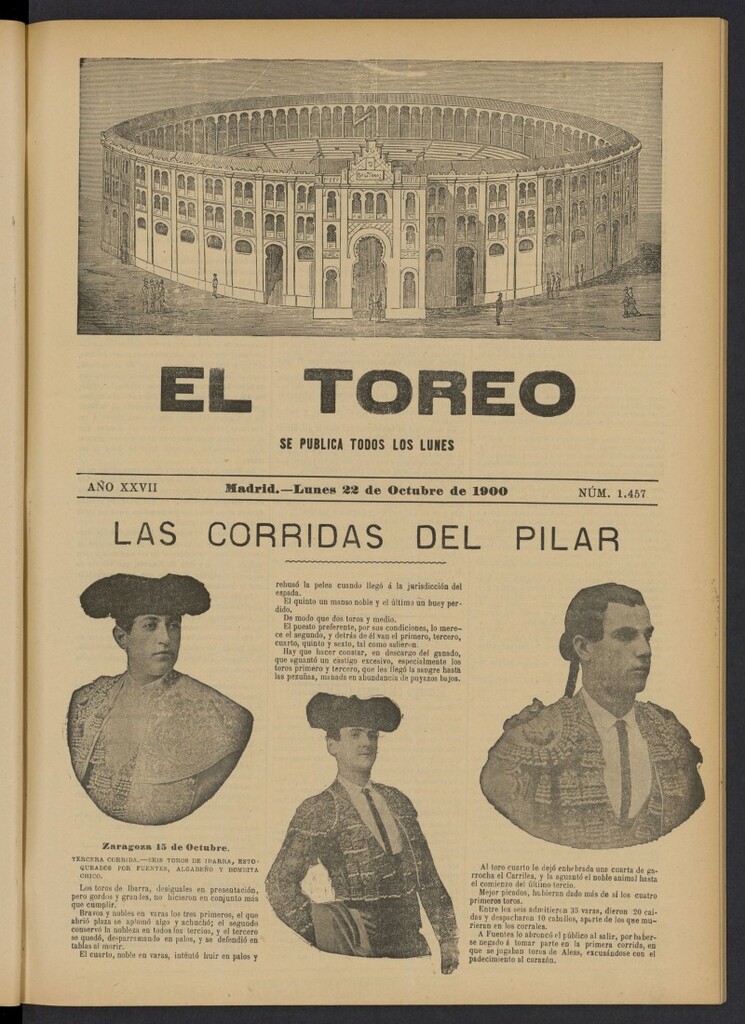 EL TOREO
SE PUBLICA TODOS LOS LUNES
AÑO XXVII
Madrid.—Lunes 22 de Octubre de 1900
NÚM. 1.457
LAS CORRIDAS DEL PILAR
Zaragoza 15 de Octubre.
TERCERA CORRIDA.—SEIS TOROS DE IBARRA, ESTO-
QUEADOS POR FUENTES, ALGABEÑO Y BOMBITA
CHICO.
Los toros de Ibarra, desiguales en presentación,
pero gordos y grandes, no hicieron en conjunto más
que cumplir.
Bravos y nobles en varas los tres primeros, el que
abrió plaza se aplomó algo y achuchó; el segundo
conservó la nobleza en todos los tercios, y el tercero
se quedó, desparramando en palos, y se defendió en
tablas al morir.
El cuarto, noble en varas, intentó huir en palos y
rehusó la pelea cuando llegó á la jurisdicción del
espada.
El quinto un manso noble y el último un buey per-
dido.
De modo que dos toros y medio.
El puesto preferente, por sus condiciones, lo mere-
ce el segundo, y detrás de él van el primero, tercero,
cuarto, quinto y sexto, tal como salieron.
Hay que hacer constar, en descargo del ganado,
que aguantó un castigo excesivo, especialmente los
toros primero y tercero, que les llegó la sangre hasta
las pezuñas, manada en abundancia de puyazos bajos.
Al toro cuarto le dejó enhebrada una cuarta de ga-
rrocha el Carriles, y la aguantó el noble animal hasta
el comienzo del último tercio.
Mejor picados, hubieran dado más de sí los cuatro
primeros toros.
Entre los seis admitieron 35 varas, dieron 20 caí-
das y despacharon 10 caballos, aparte de los que mu-
rieran en los corrales.
A Fuentes lo abroncó el público al salir, por haber-
se negado á tomar parte en la primera corrida, en
que se jugaban toros de Aleas, excusándose con el
padecimiento al corazón.